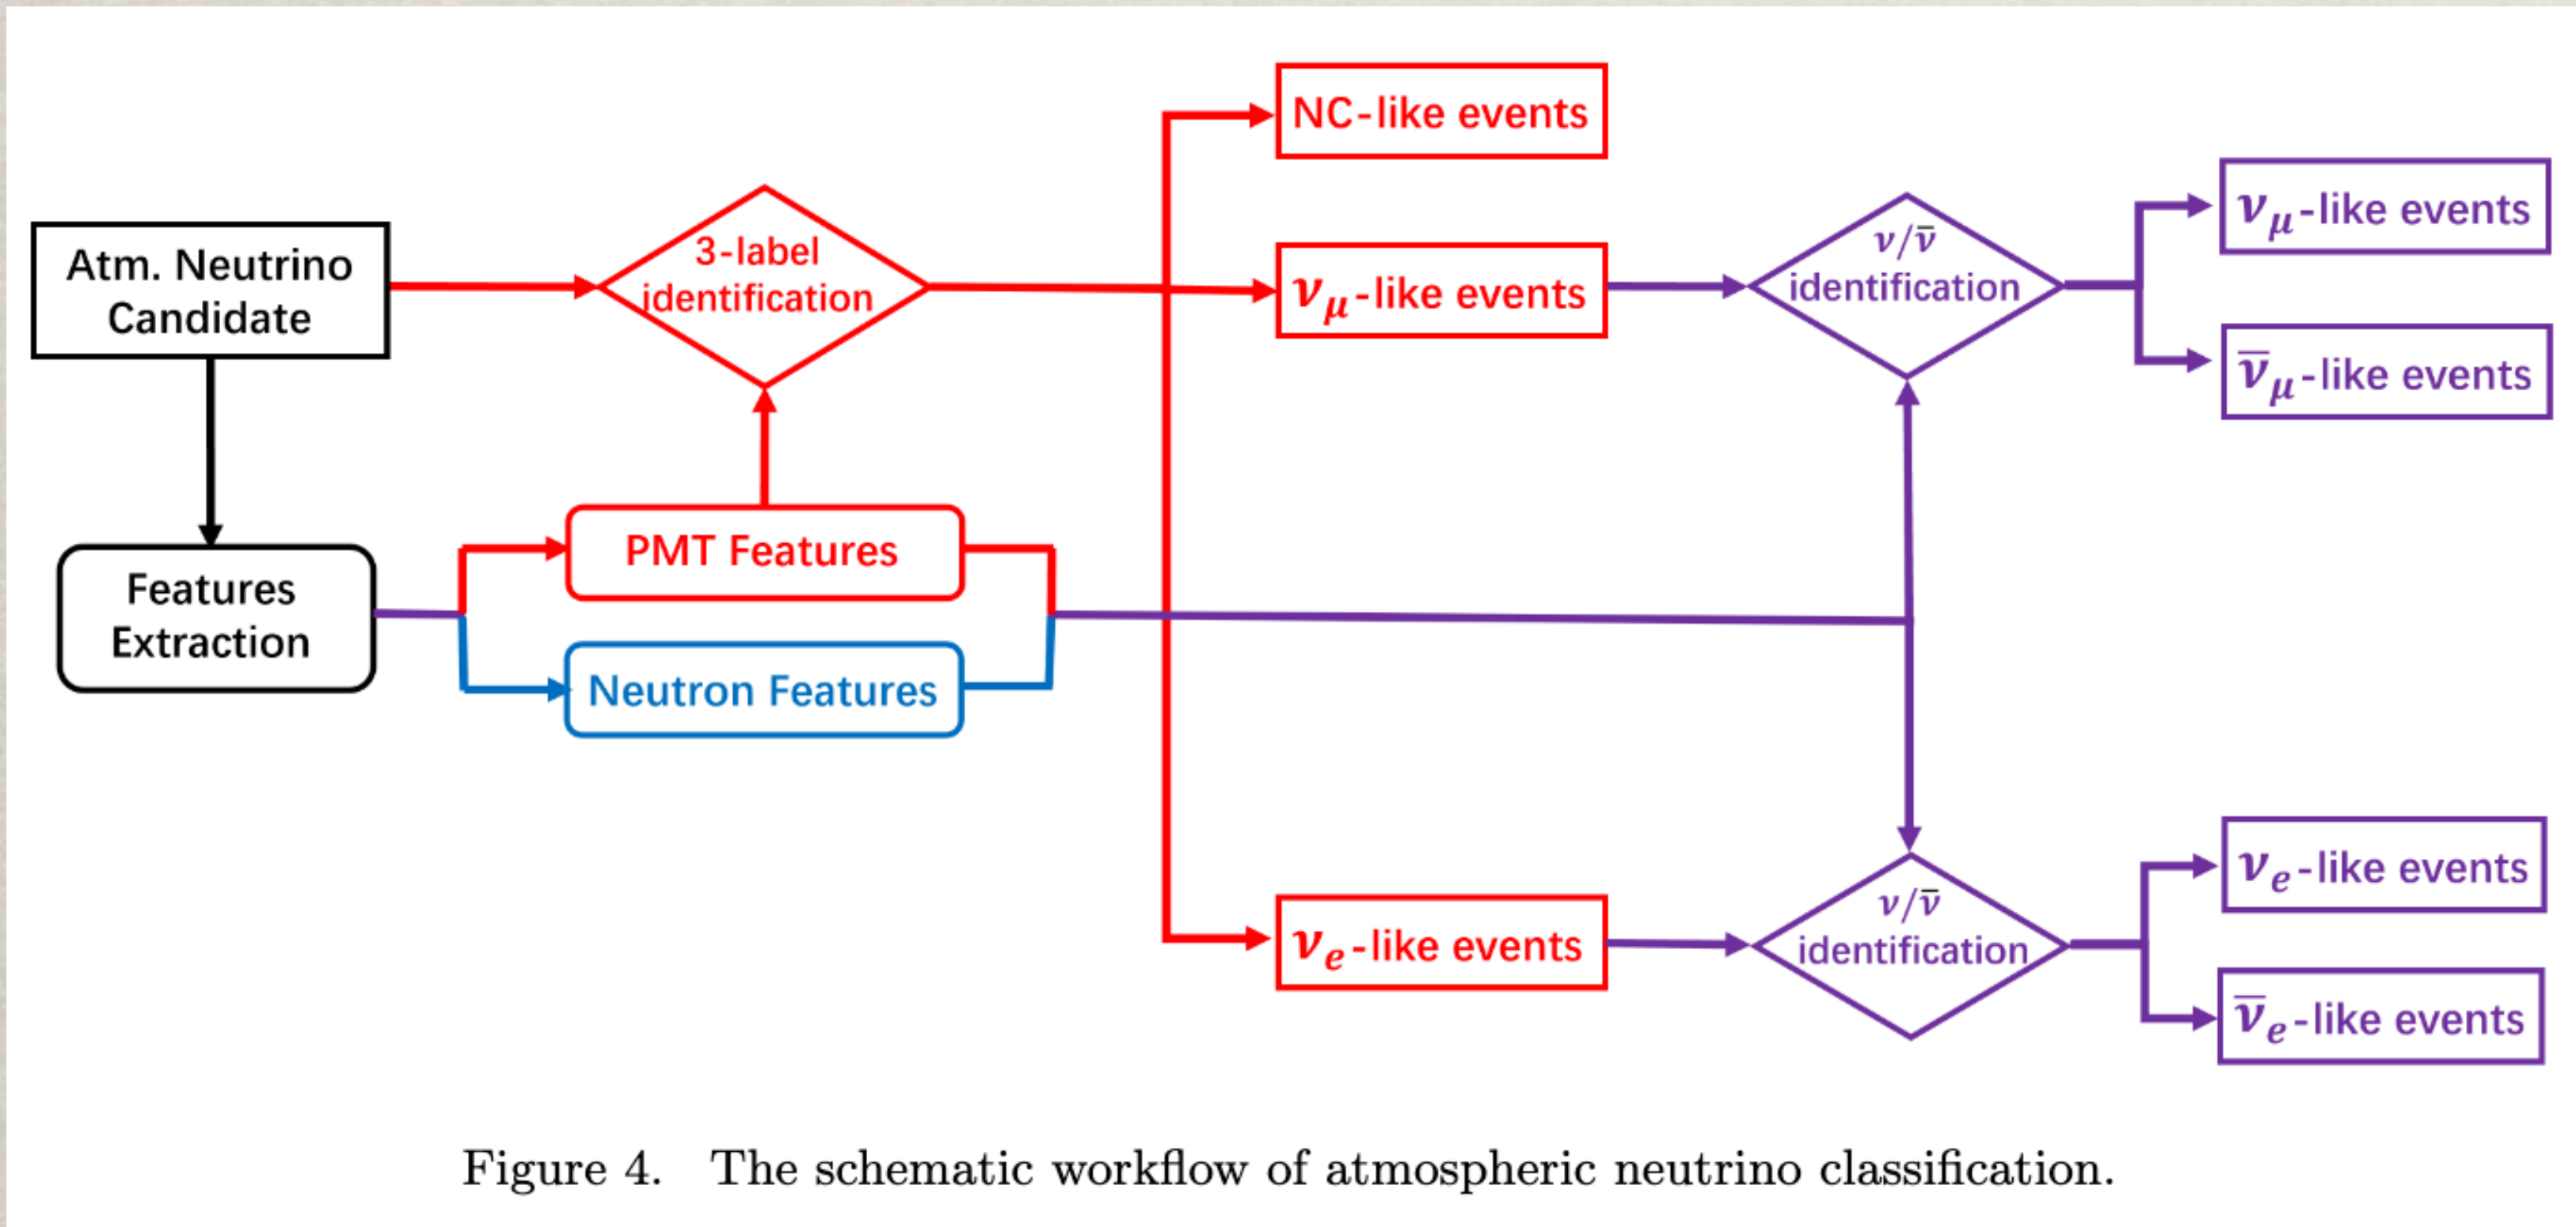 NC-like events
Atm. Neutrino
Candidate
3-label
identification
νμ-like events
ν/ν̄
identification
νμ-like events
ν̄μ-like events
Features
Extraction
PMT Features
Neutron Features
νe-like events
ν/ν̄
identification
νe-like events
ν̄e-like events
Figure 4. The schematic workflow of atmospheric neutrino classification.